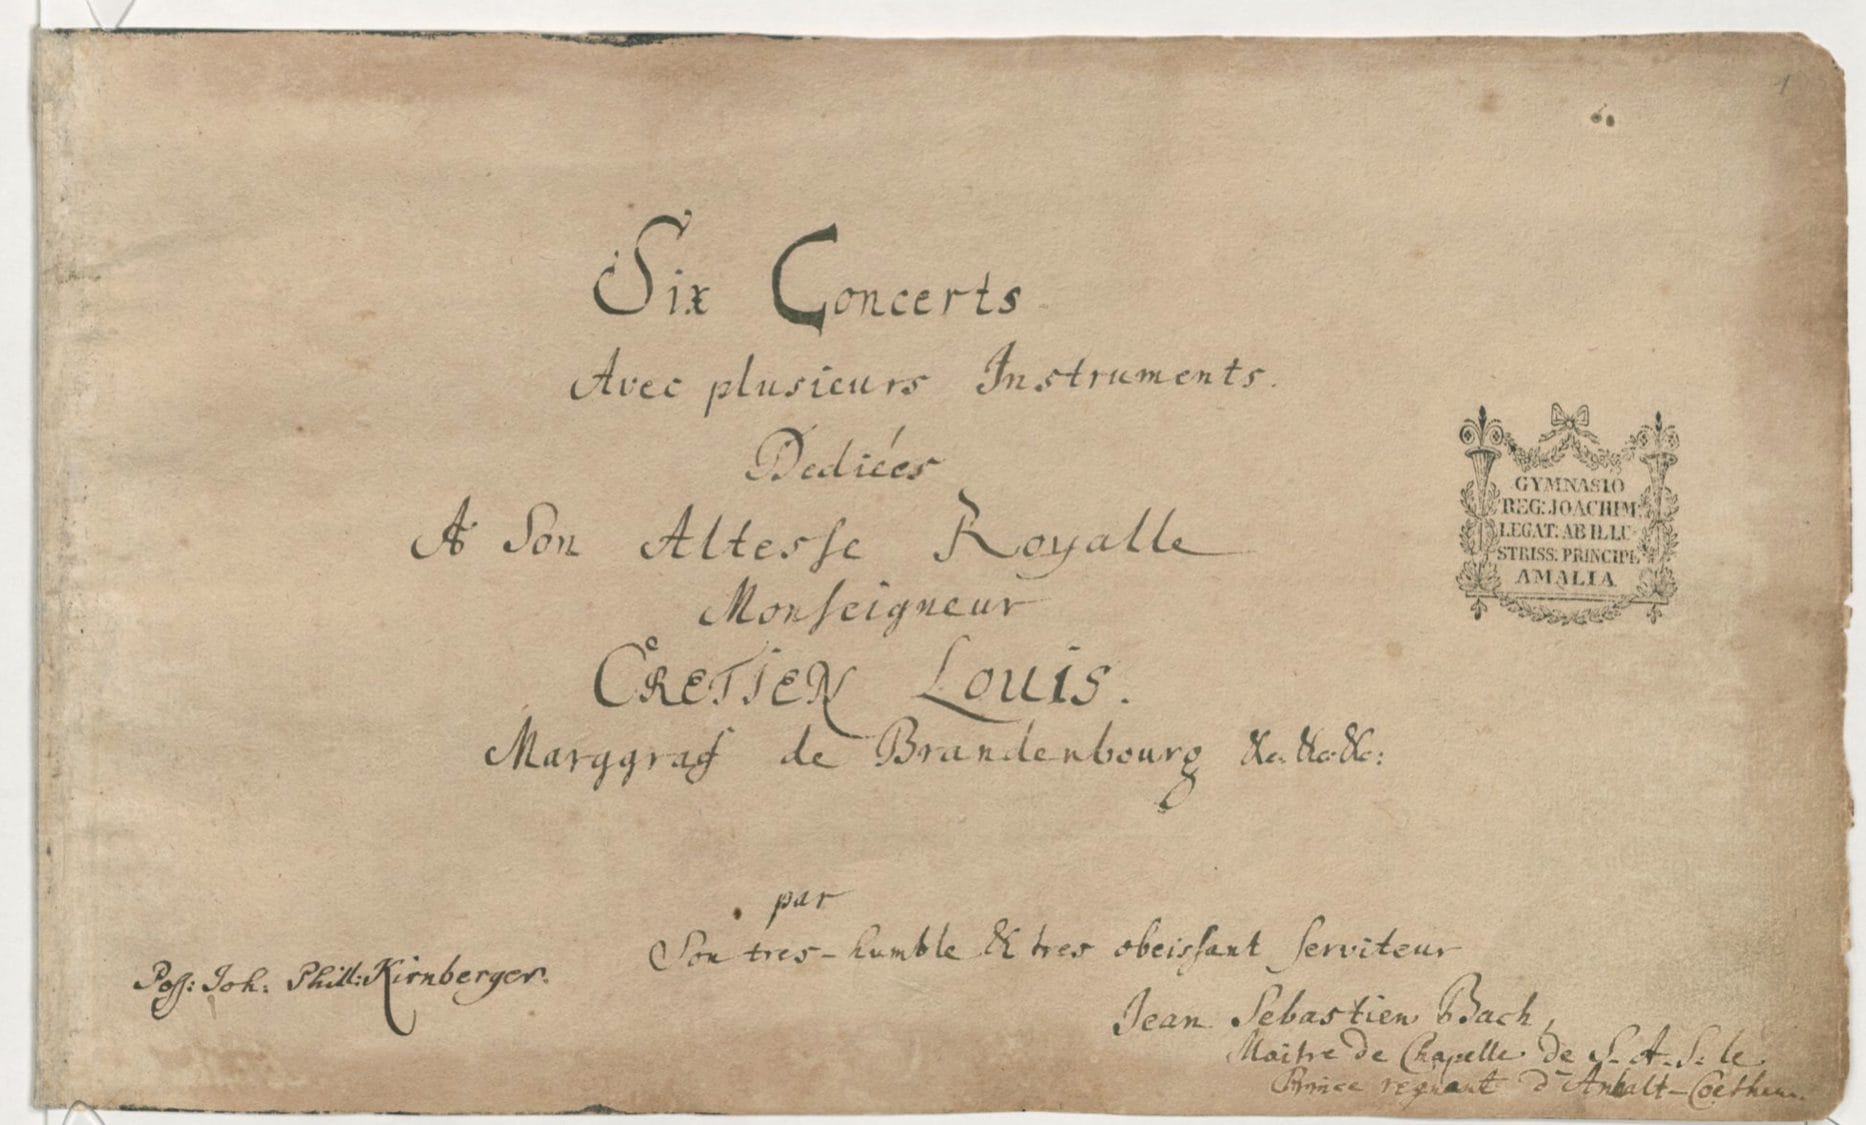 1
Six Concerts
Avec plusieurs Instruments.
Dediées
A Son Altesse Royalle
Monseigneur
CRETIEN LOUIS.
Marggraf de Brandenbourg &c. &c. &c:
GYMNASIO
REG: JOACHIM:
LEGAT: AB ILLU-
STRISS: PRINCIPE
AMALIA
par
Son tres-humble & tres obeissant serviteur
Poss: Joh: Phill: Kirnberger.
Jean Sebastien Bach,
Maître de Chapelle de S. A. S: le
Prince regnant d'Anhalt-Coethen.